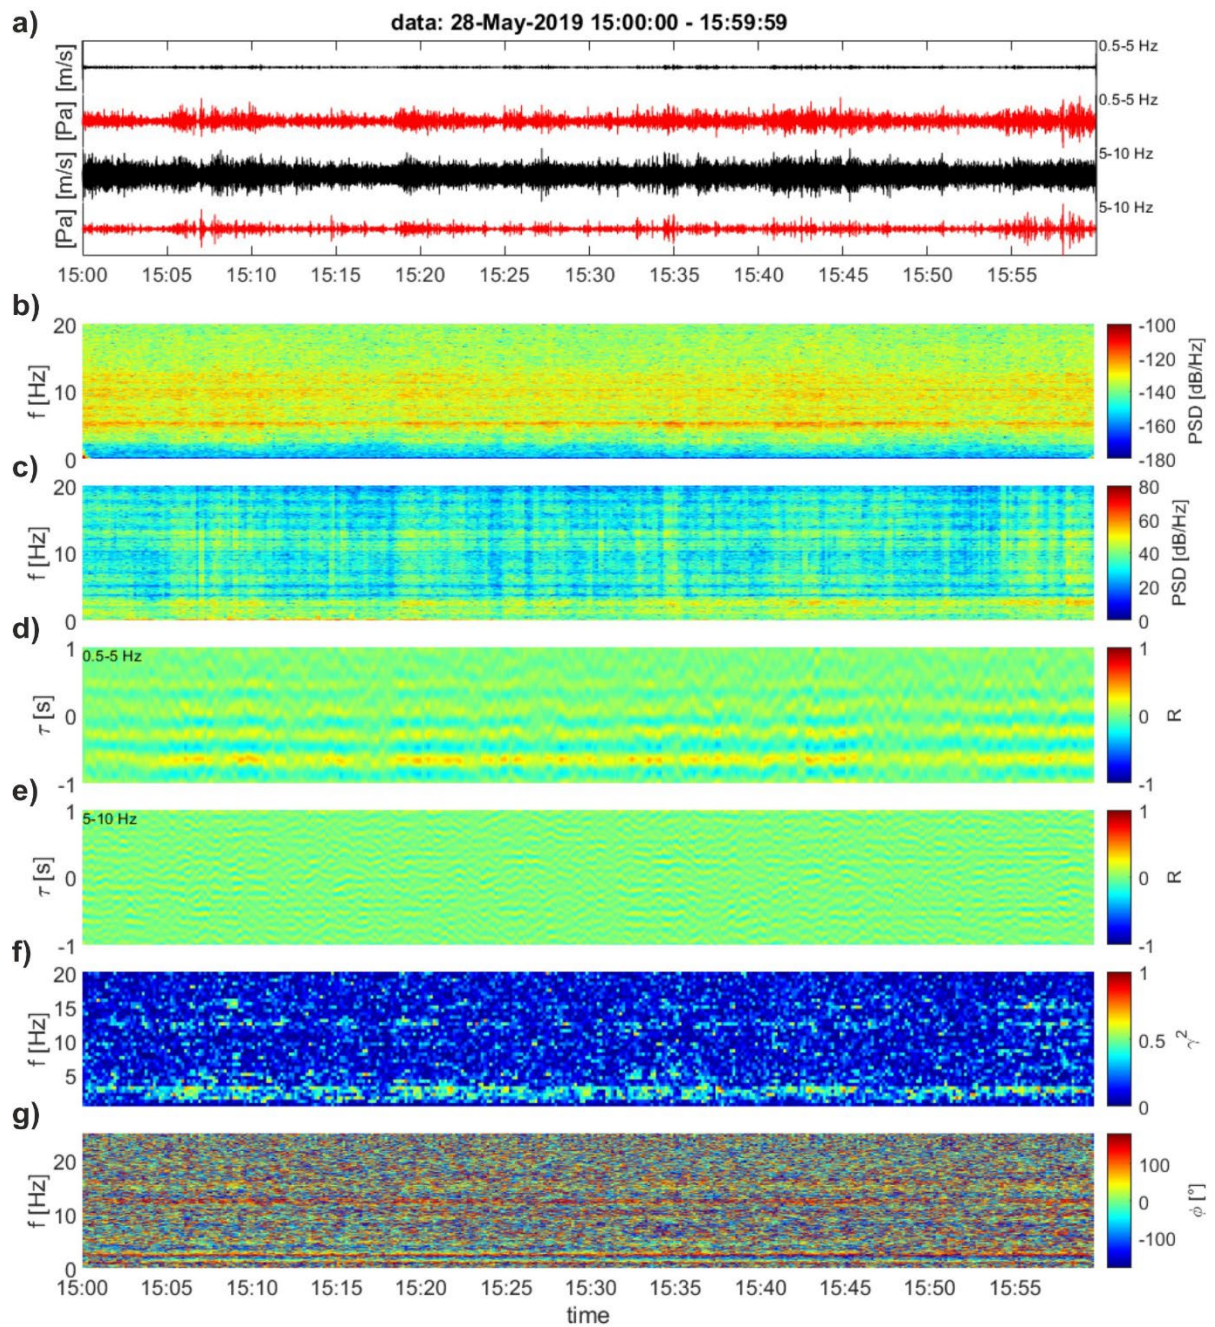 a)
data: 28-May-2019 15:00:00 - 15:59:59
[m/s] 0.5-5 Hz
[Pa] 0.5-5 Hz
[m/s] 5-10 Hz
[Pa] 5-10 Hz
15:00 15:05 15:10 15:15 15:20 15:25 15:30 15:35 15:40 15:45 15:50 15:55
b)
f [Hz]
20
10
0
-100
-120
-140
-160
-180
PSD [dB/Hz]
c)
f [Hz]
20
10
0
80
60
40
20
0
PSD [dB/Hz]
d)
0.5-5 Hz
τ [s]
1
0
-1
1
0
-1
R
e)
5-10 Hz
τ [s]
1
0
-1
1
0
-1
R
f)
f [Hz]
20
15
10
5
1
0.5
0
γ²
g)
f [Hz]
20
10
0
100
0
-100
ϕ [°]
15:00 15:05 15:10 15:15 15:20 15:25 15:30 15:35 15:40 15:45 15:50 15:55
time